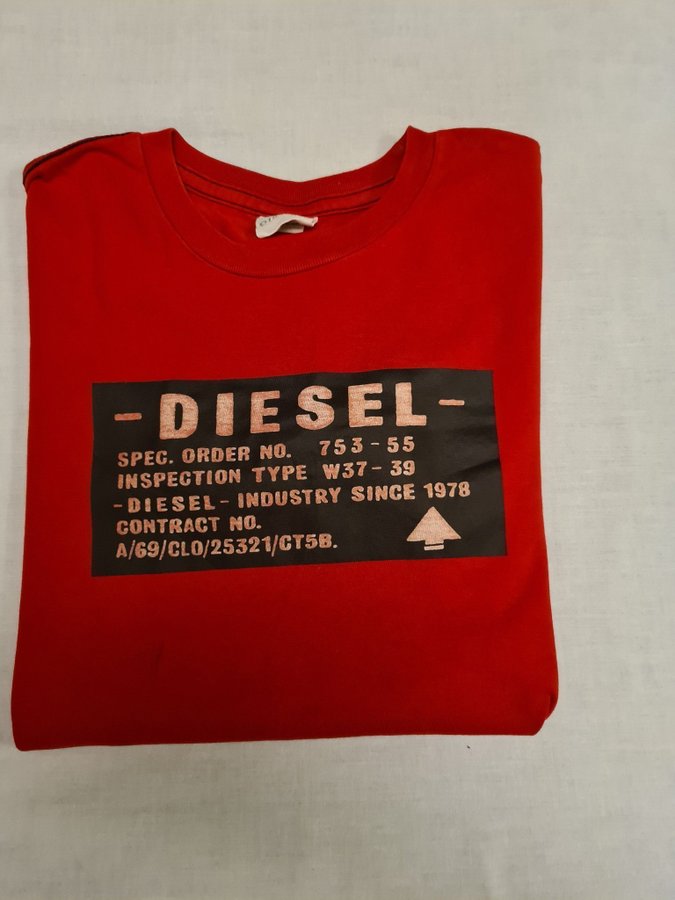 - DIESEL -
SPEC. ORDER NO. 753 - 55
INSPECTION TYPE W37 - 39
- DIESEL - INDUSTRY SINCE 1978
CONTRACT NO.
A/69/CLO/25321/CT5B.